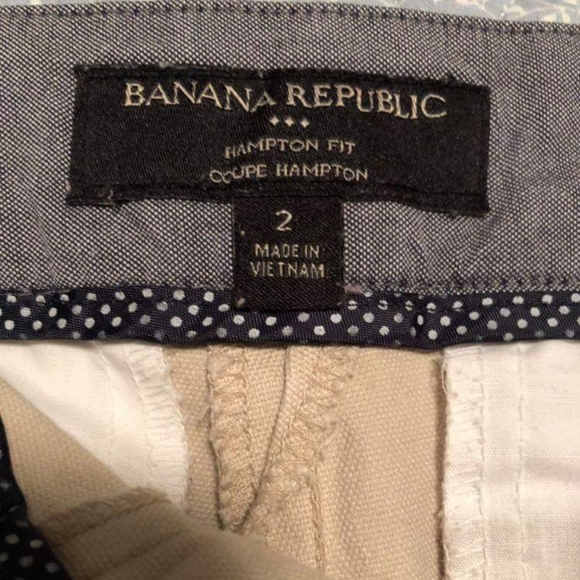 BANANA REPUBLIC
HAMPTON FIT
COUPE HAMPTON
2
MADE IN
VIETNAM